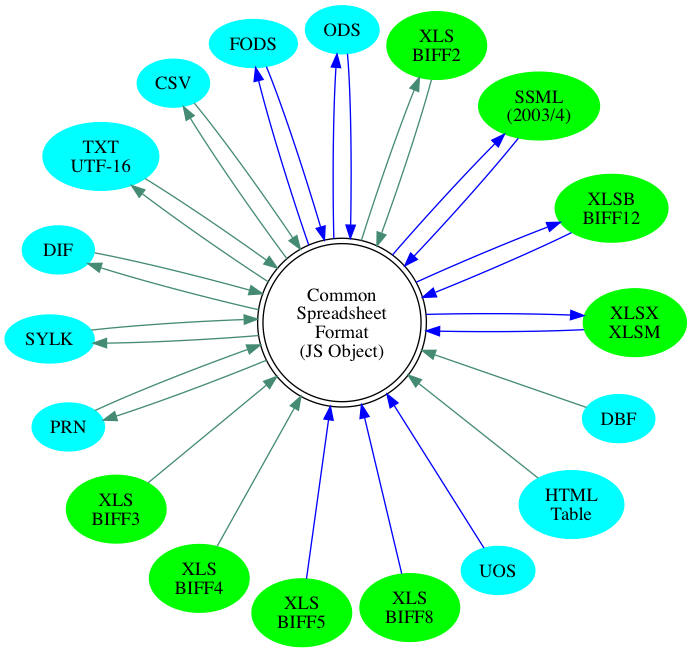 ODS
FODS
XLS
BIFF2
CSV
SSML
(2003/4)
TXT
UTF-16
XLSB
BIFF12
DIF
Common
Spreadsheet
Format
(JS Object)
XLSX
XLSM
SYLK
DBF
PRN
HTML
Table
XLS
BIFF3
UOS
XLS
BIFF4
XLS
BIFF5
XLS
BIFF8